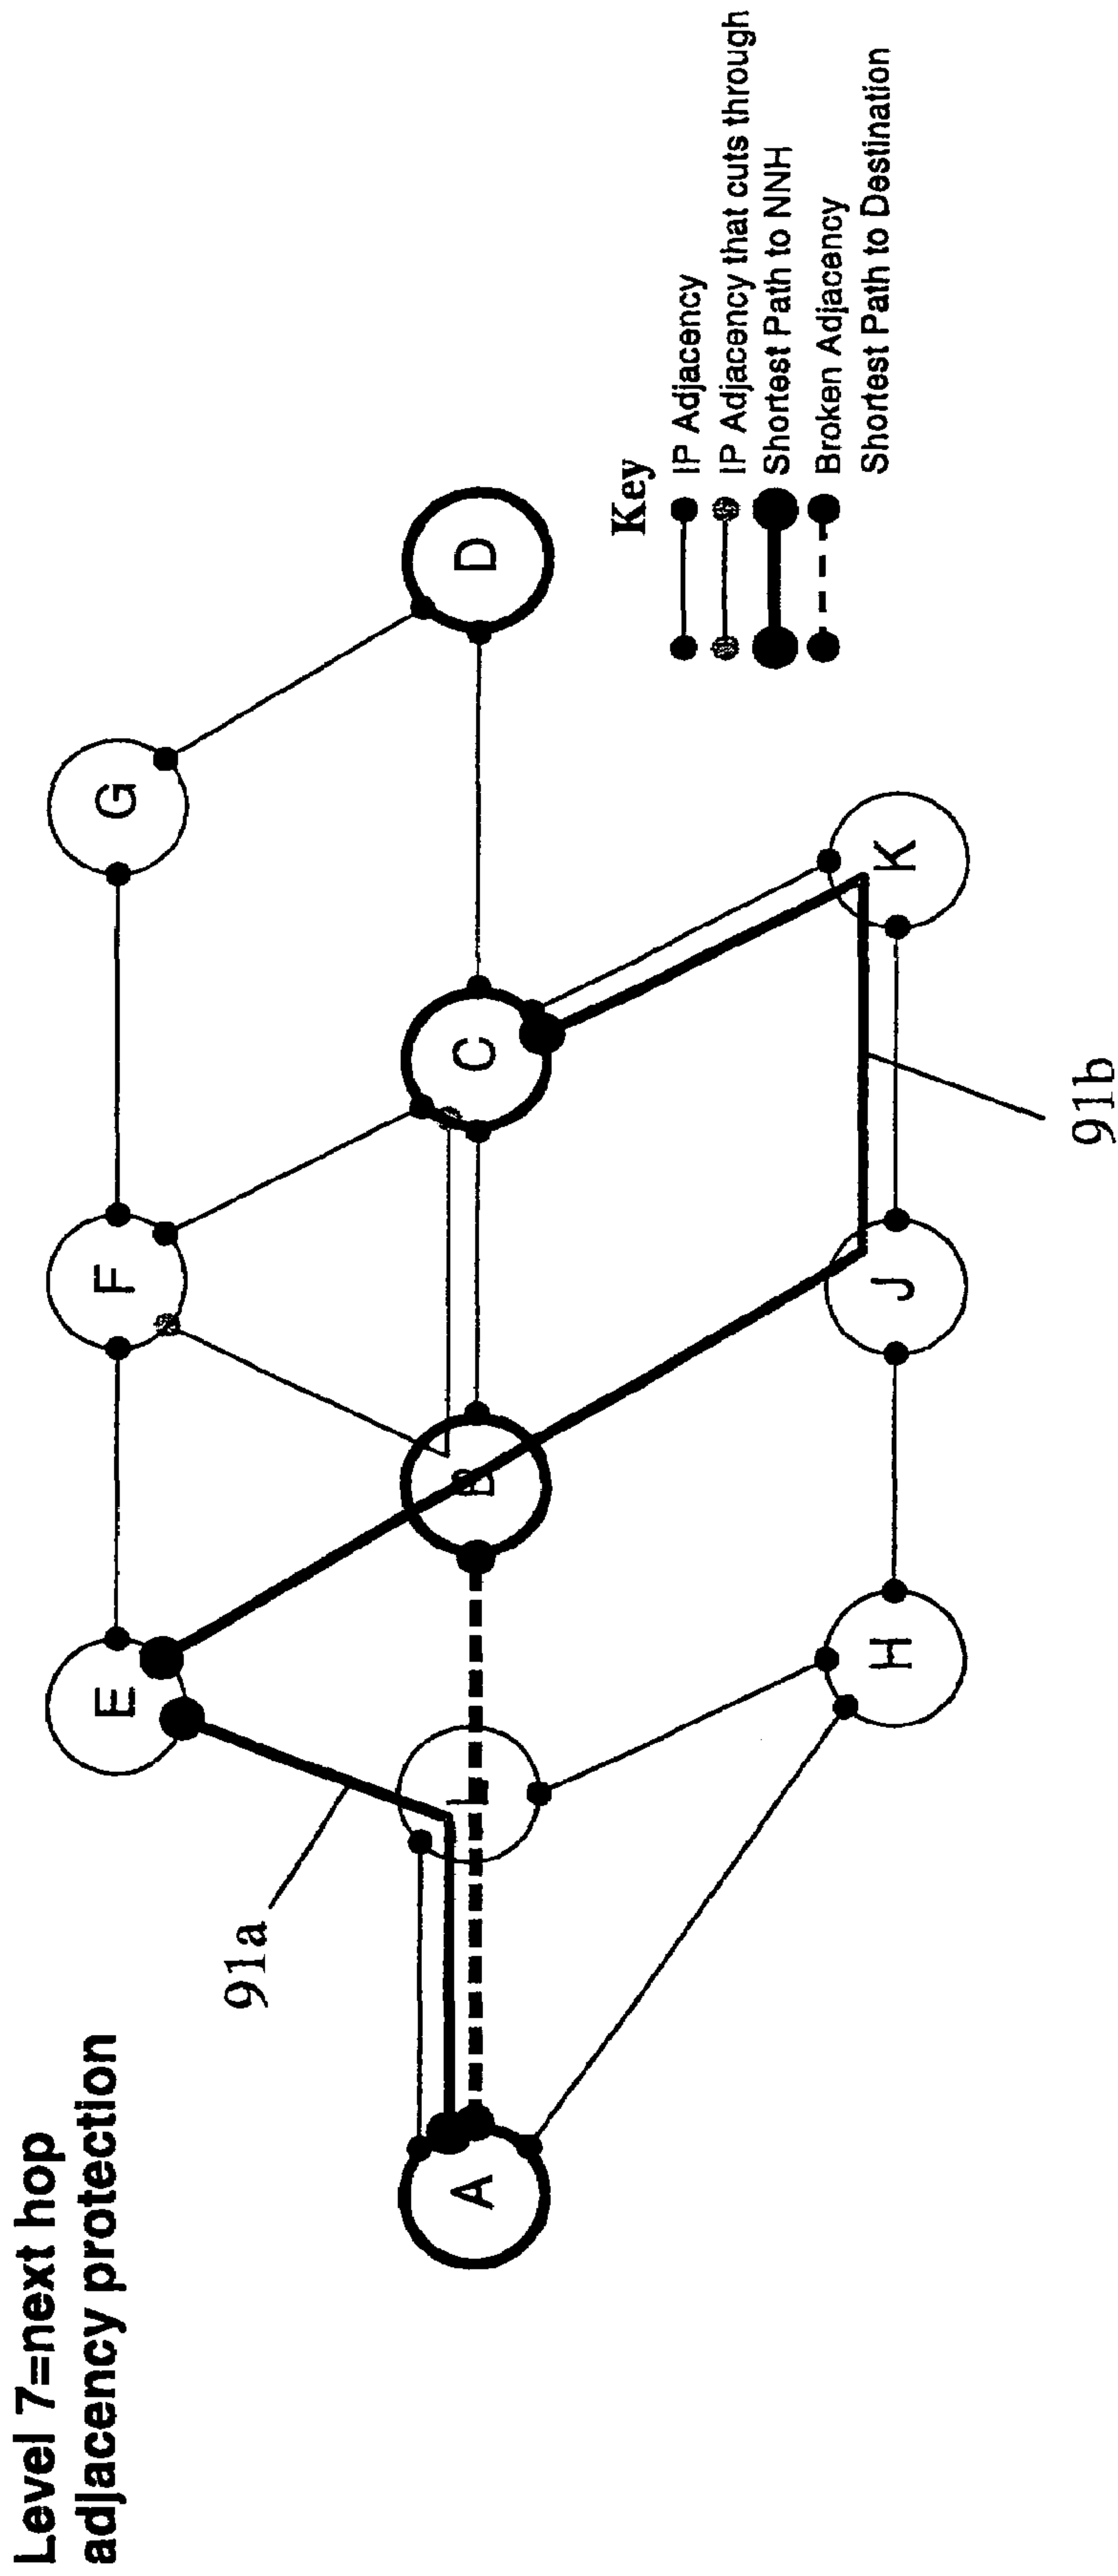 Level 7=next hop
adjacency protection
E
F
G
91a
A
L
B
C
D
H
J
K
91b
Key
IP Adjacency
IP Adjacency that cuts through
Shortest Path to NNH
Broken Adjacency
Shortest Path to Destination